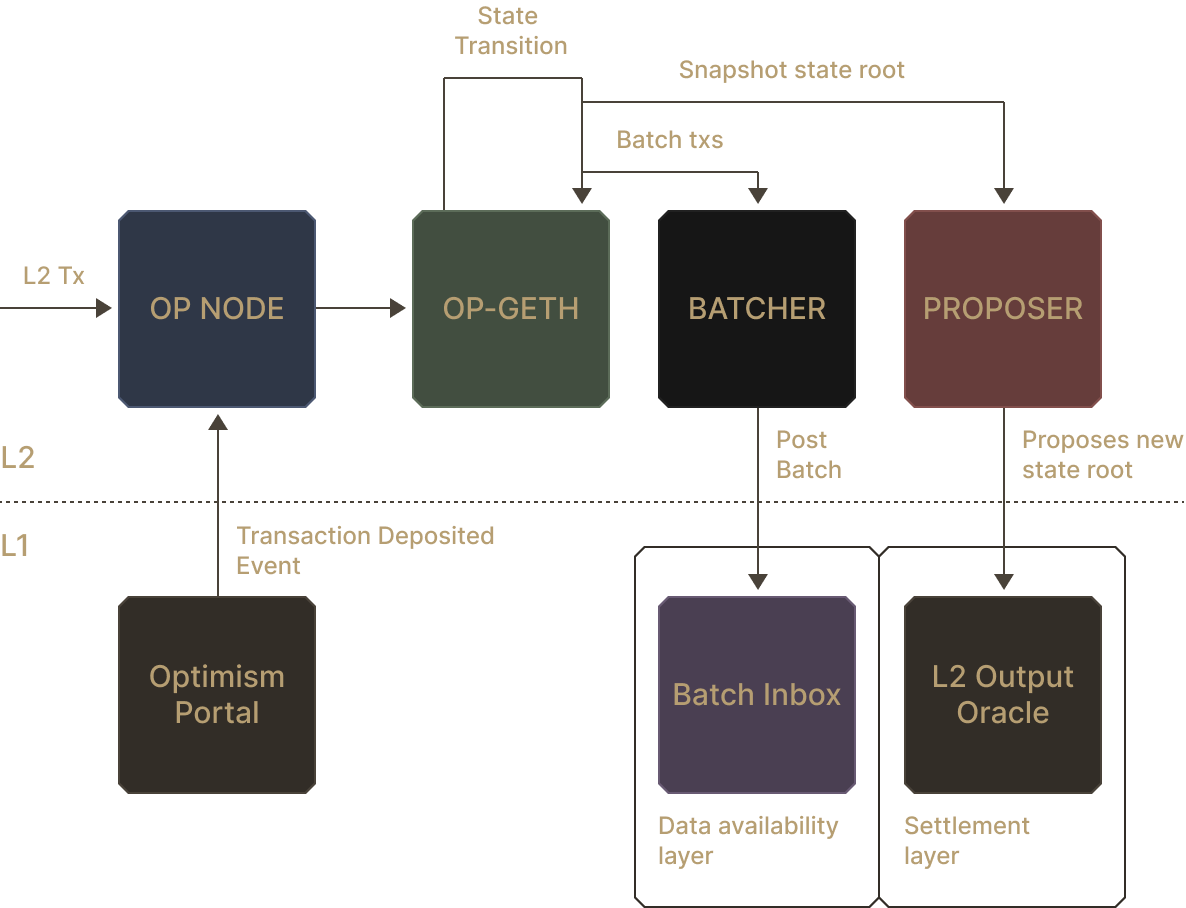 State
Transition
Snapshot state root
Batch txs
L2 Tx
OP NODE
OP-GETH
BATCHER
PROPOSER
Post
Batch
Proposes new
state root
L2
L1
Transaction Deposited
Event
Optimism
Portal
Batch Inbox
L2 Output
Oracle
Data availability
layer
Settlement
layer